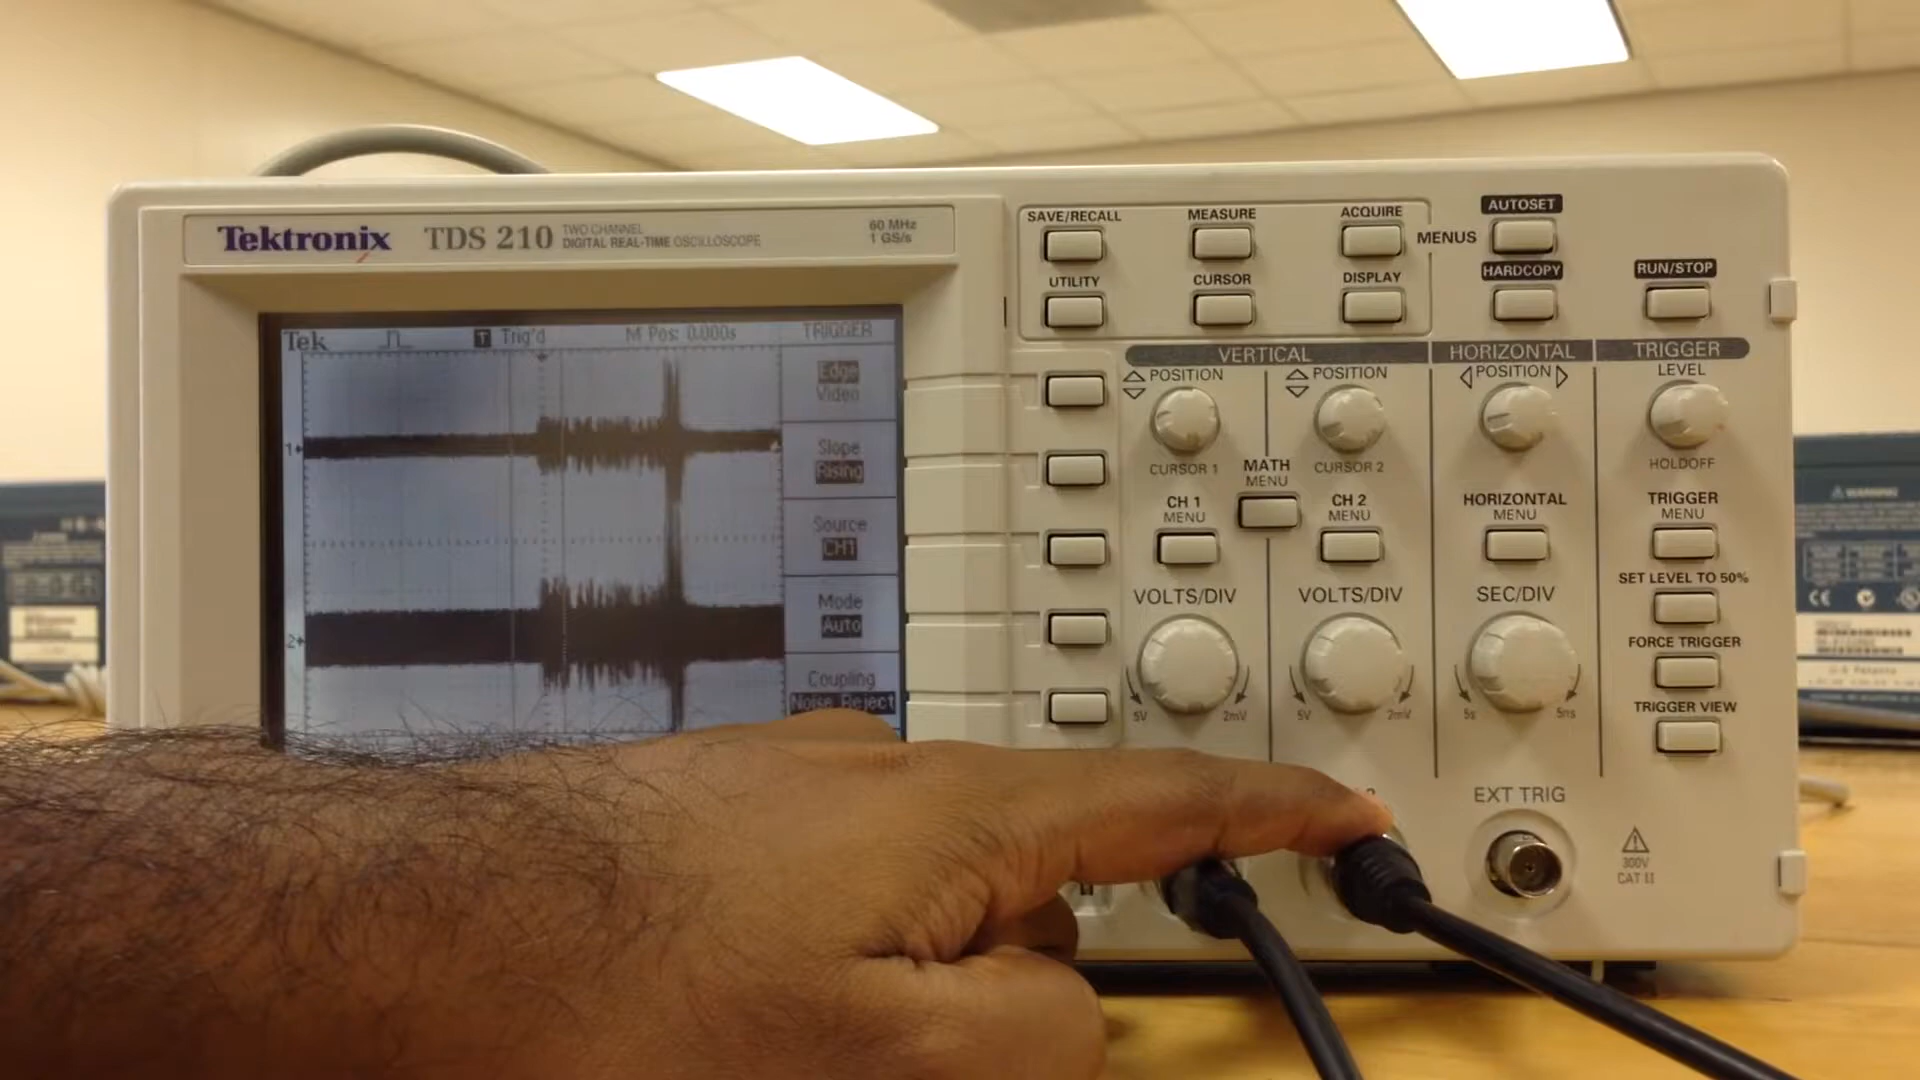 Tektronix TDS 210 TWO CHANNEL
DIGITAL REAL-TIME OSCILLOSCOPE
60 MHz
1 GS/s
Tek
T Trig'd
M Pos: 0.000s
TRIGGER
Edge
Video
Slope
Rising
Source
CH1
Mode
Auto
Coupling
Noise Reject
1
2
SAVE/RECALL
MEASURE
ACQUIRE
MENUS
UTILITY
CURSOR
DISPLAY
AUTOSET
HARDCOPY
RUN/STOP
VERTICAL
HORIZONTAL
TRIGGER
POSITION
POSITION
POSITION
LEVEL
CURSOR 1
CURSOR 2
HOLDOFF
MATH
MENU
CH 1
MENU
CH 2
MENU
HORIZONTAL
MENU
TRIGGER
MENU
SET LEVEL TO 50%
FORCE TRIGGER
TRIGGER VIEW
VOLTS/DIV
VOLTS/DIV
SEC/DIV
5V
2mV
5V
2mV
5s
5ns
2
EXT TRIG
300V
CAT II
WARNING